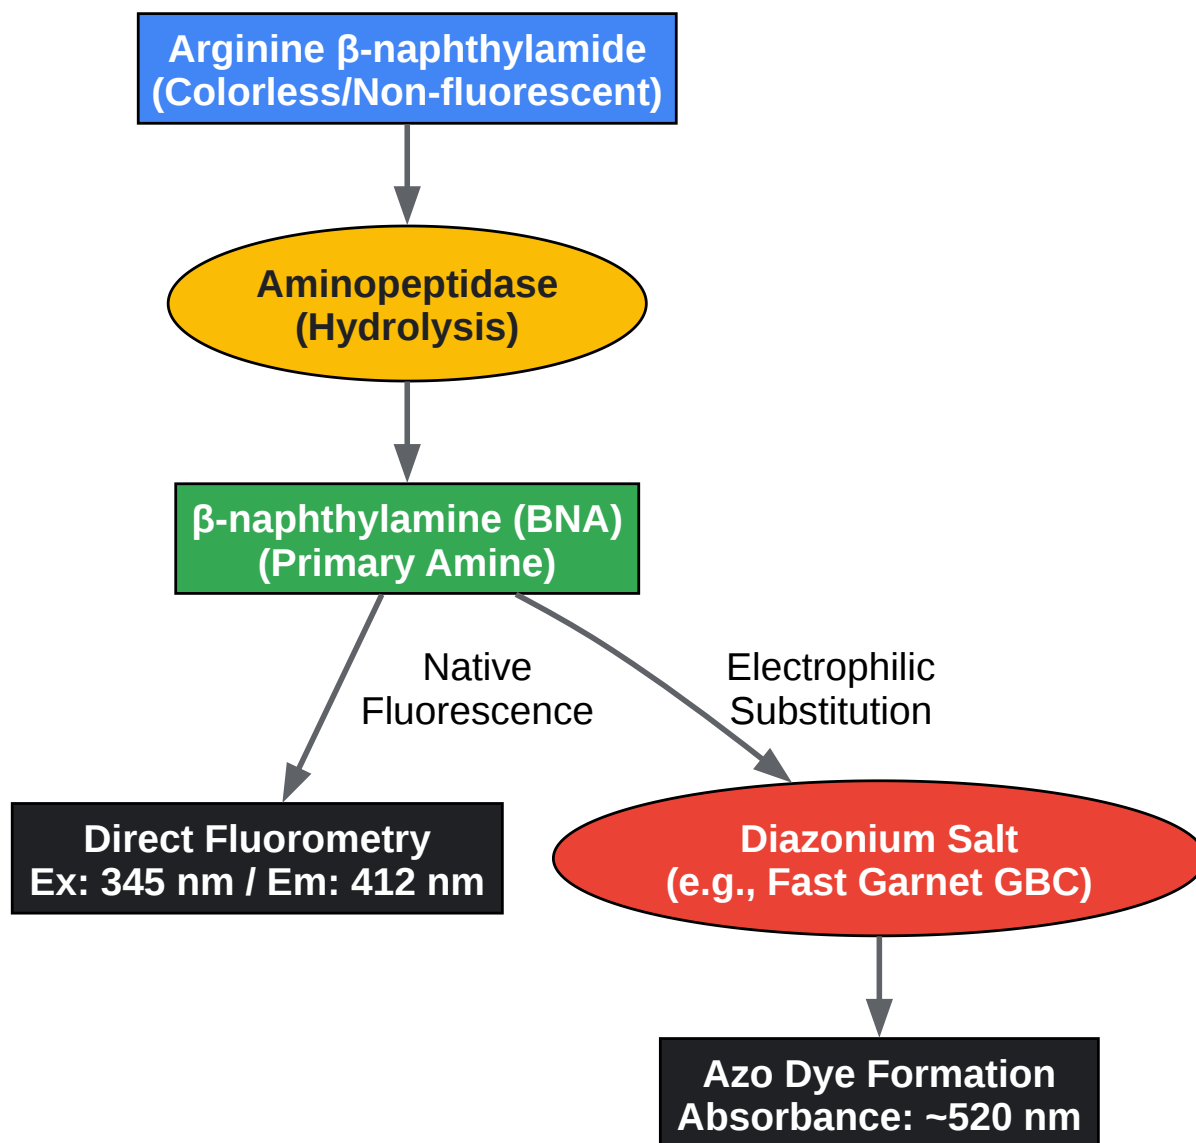 Arginine β-naphthylamide
(Colorless/Non-fluorescent)
Aminopeptidase
(Hydrolysis)
β-naphthylamine (BNA)
(Primary Amine)
Native
Fluorescence
Electrophilic
Substitution
Direct Fluorometry
Ex: 345 nm / Em: 412 nm
Diazonium Salt
(e.g., Fast Garnet GBC)
Azo Dye Formation
Absorbance: ~520 nm